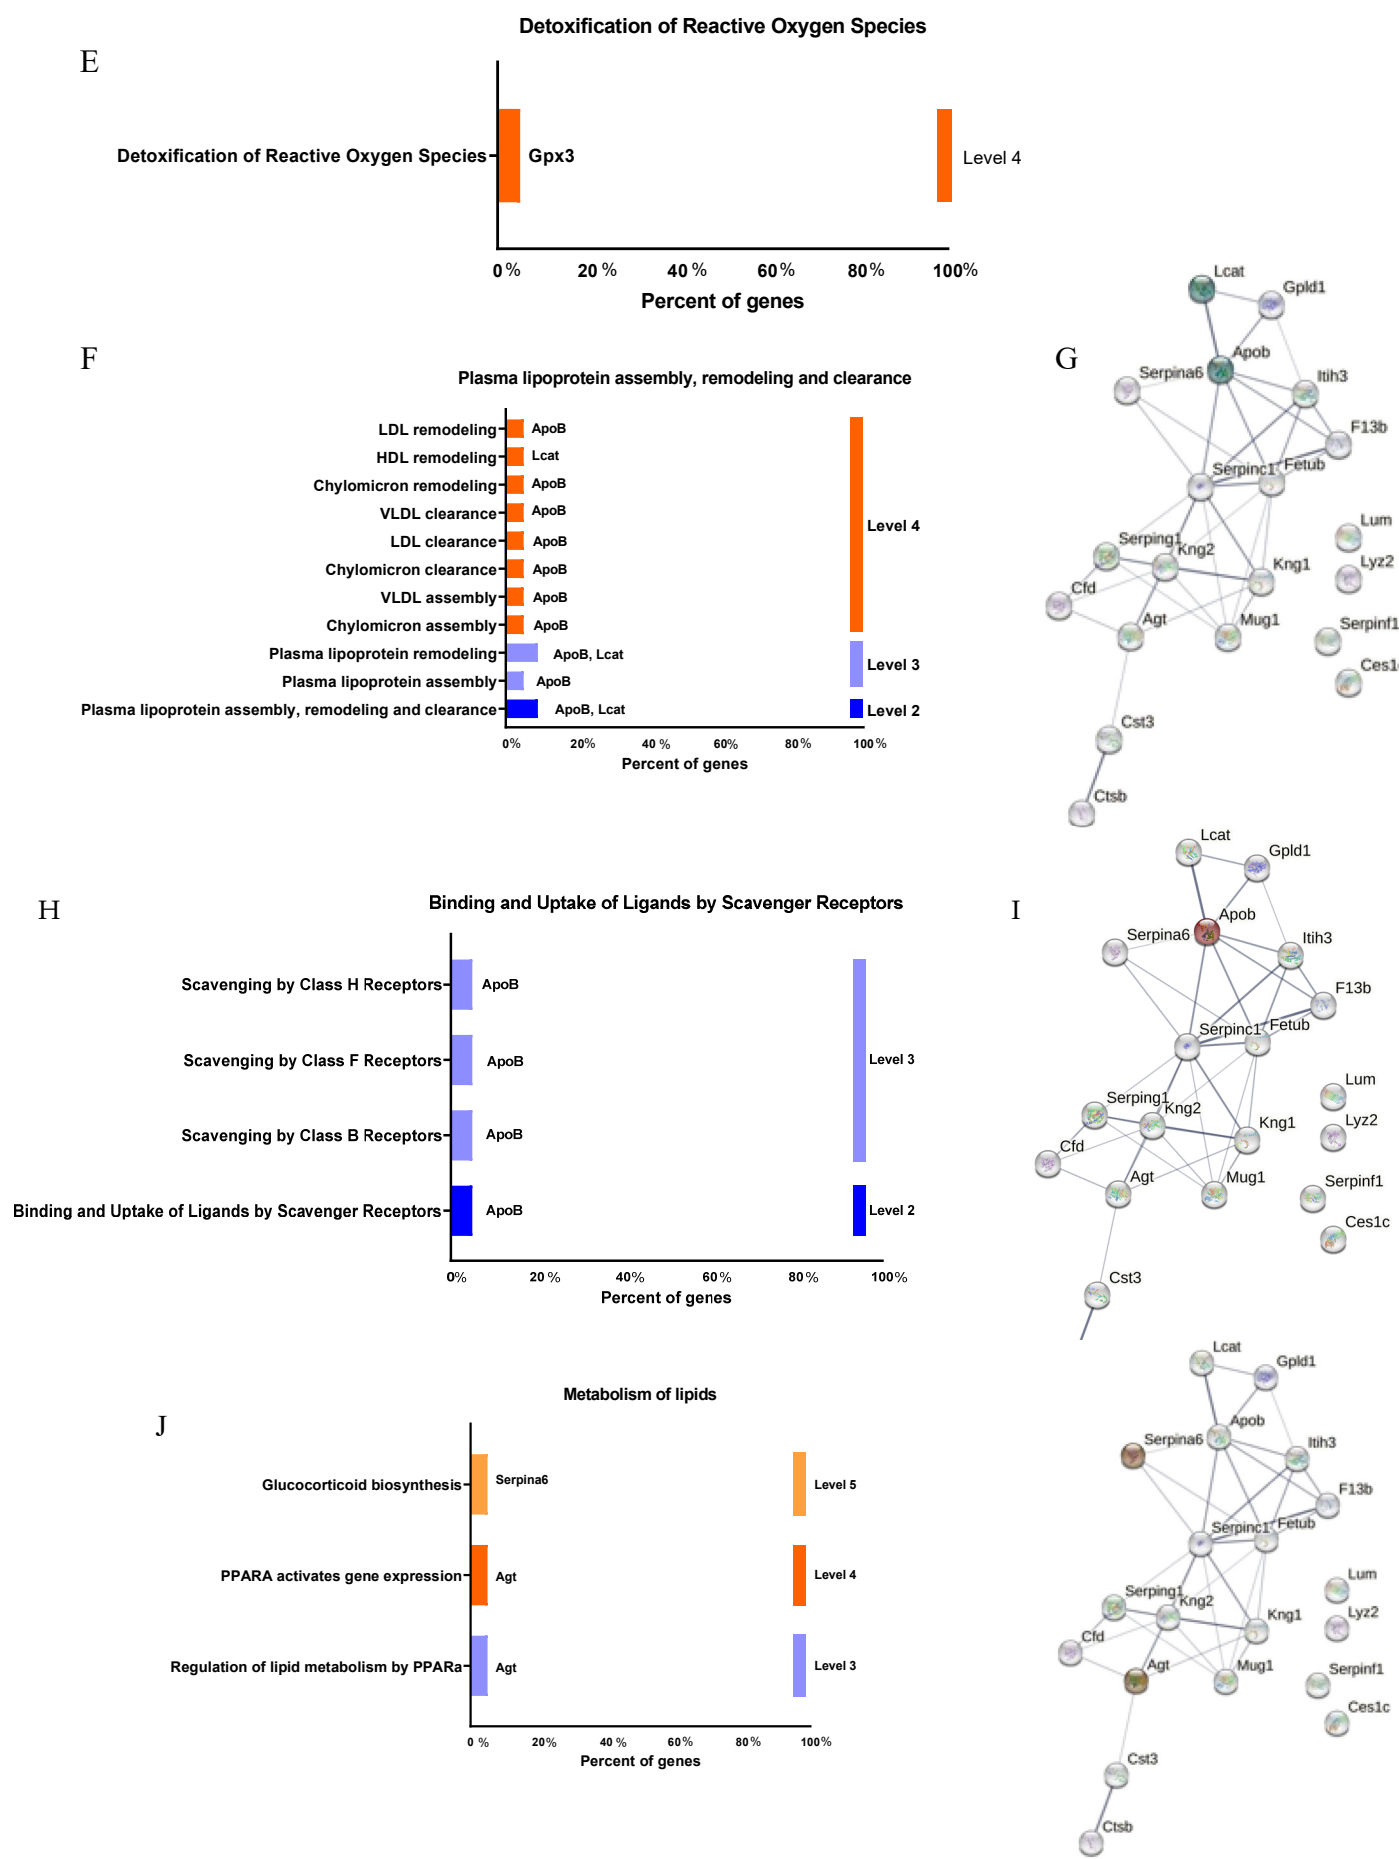 Detoxification of Reactive Oxygen Species
E
Detoxification of Reactive Oxygen Species
Gpx3
Level 4
0% 20% 40% 60% 80% 100%
Percent of genes
F
Plasma lipoprotein assembly, remodeling and clearance
LDL remodeling ApoB
HDL remodeling Lcat
Chylomicron remodeling ApoB
VLDL clearance ApoB
LDL clearance ApoB
Chylomicron clearance ApoB
VLDL assembly ApoB
Chylomicron assembly ApoB
Plasma lipoprotein remodeling ApoB, Lcat
Plasma lipoprotein assembly ApoB
Plasma lipoprotein assembly, remodeling and clearance ApoB, Lcat
Level 4
Level 3
Level 2
0% 20% 40% 60% 80% 100%
Percent of genes
G
Lcat
Gpld1
Apob
Serpina6
Itih3
F13b
Serpinc1
Fetub
Lum
Serping1
Kng2
Kng1
Lyz2
Cfd
Agt
Mug1
Serpinf1
Ces1
Cst3
Ctsb
H
Binding and Uptake of Ligands by Scavenger Receptors
Scavenging by Class H Receptors ApoB
Scavenging by Class F Receptors ApoB
Scavenging by Class B Receptors ApoB
Binding and Uptake of Ligands by Scavenger Receptors ApoB
Level 3
Level 2
0% 20% 40% 60% 80% 100%
Percent of genes
I
Lcat
Gpld1
Apob
Serpina6
Itih3
F13b
Serpinc1
Fetub
Lum
Serping1
Kng2
Kng1
Lyz2
Cfd
Agt
Mug1
Serpinf1
Ces1c
Cst3
J
Metabolism of lipids
Glucocorticoid biosynthesis Serpina6
PPARA activates gene expression Agt
Regulation of lipid metabolism by PPARa Agt
Level 5
Level 4
Level 3
0% 20% 40% 60% 80% 100%
Percent of genes
Lcat
Gpld1
Apob
Serpina6
Itih3
F13b
Serpinc1
Fetub
Lum
Serping1
Kng2
Kng1
Lyz2
Cfd
Agt
Mug1
Serpinf1
Ces1c
Cst3
Ctsb